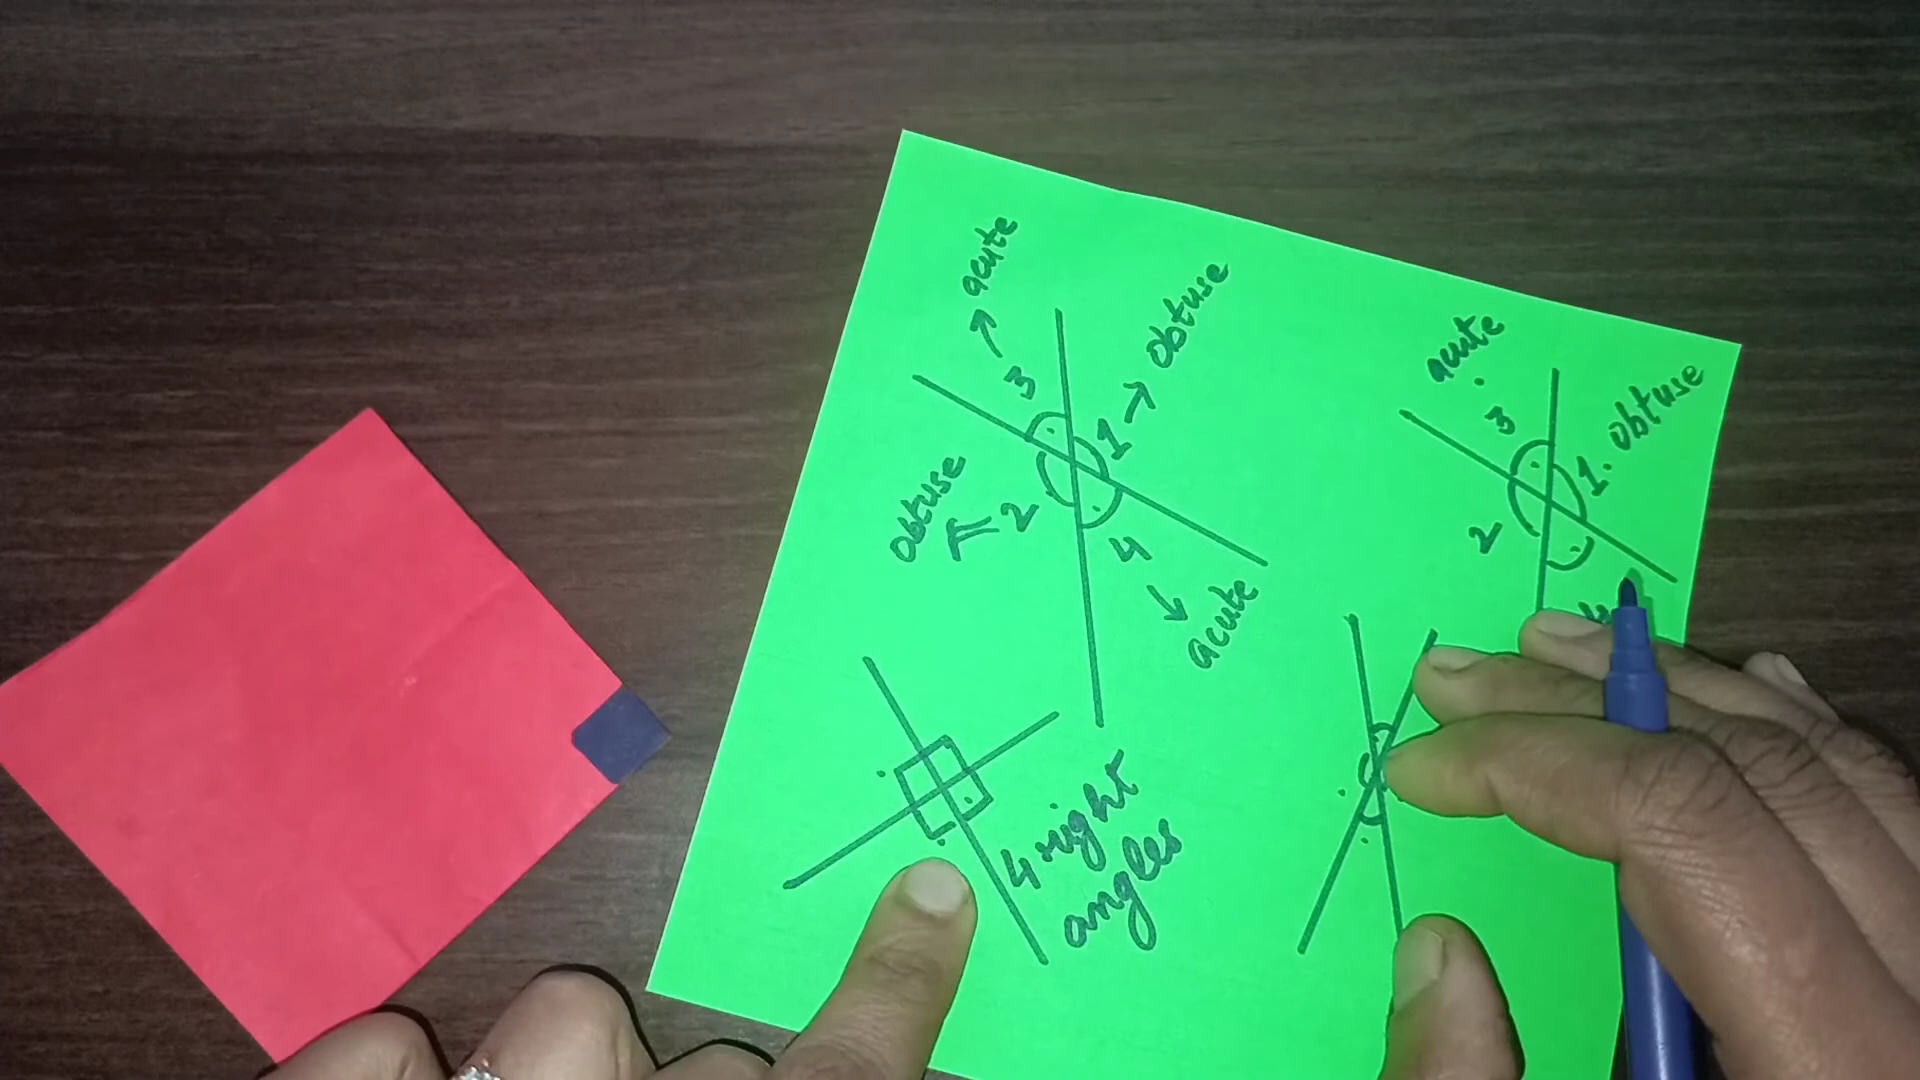 acute
3
1 → obtuse
obtuse
2
4
acute
acute
3
1. obtuse
2
4 right
angles